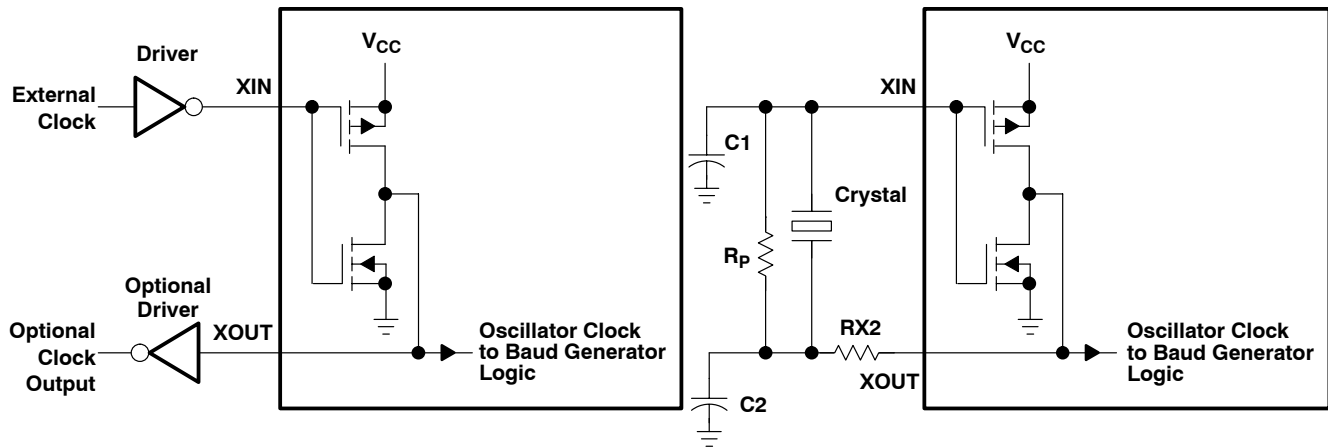 Driver
External
Clock
XIN
VCC
Optional
Driver
Optional
Clock
Output
XOUT
Oscillator Clock
to Baud Generator
Logic
C1
RP
Crystal
RX2
C2
XIN
XOUT
VCC
Oscillator Clock
to Baud Generator
Logic